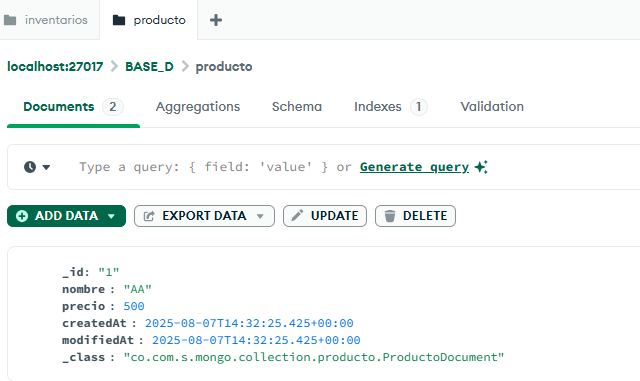 inventarios producto
localhost:27017 > BASE_D > producto
Documents 2 Aggregations Schema Indexes 1 Validation
Type a query: { field: 'value' } or Generate query
ADD DATA EXPORT DATA UPDATE DELETE
_id: "1"
nombre : "AA"
precio : 500
createdAt : 2025-08-07T14:32:25.425+00:00
modifiedAt : 2025-08-07T14:32:25.425+00:00
_class : "co.com.s.mongo.collection.producto.ProductoDocument"